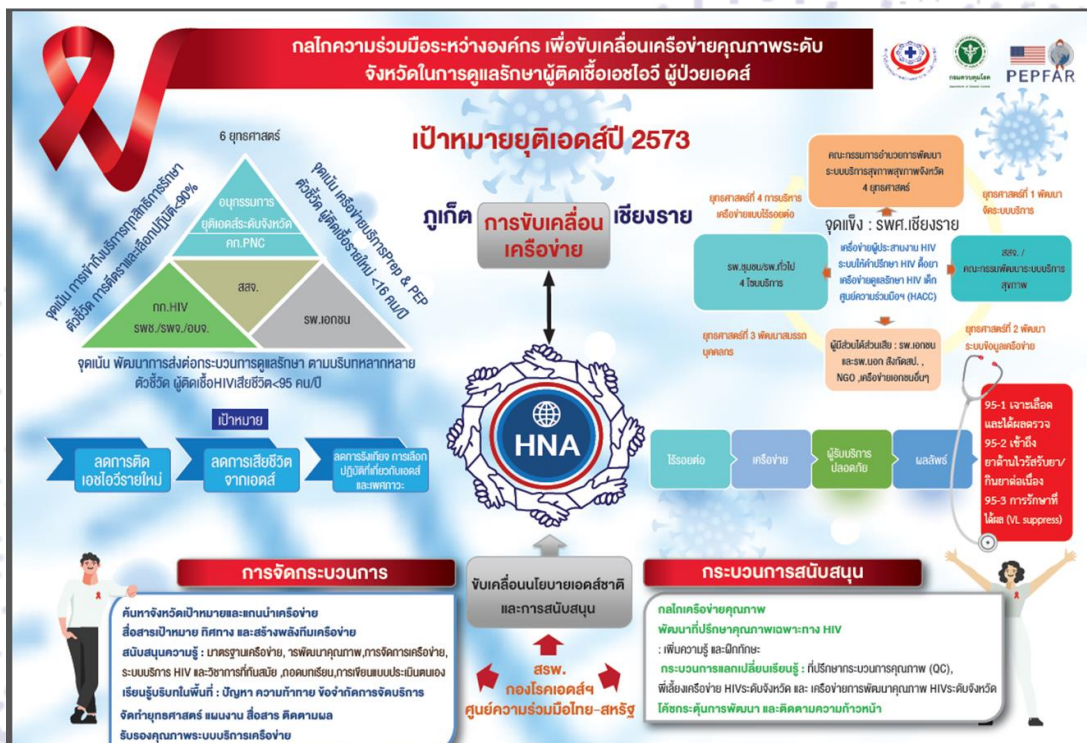 กลไกความร่วมมือระหว่างองค์กร เพื่อขับเคลื่อนเครือข่ายคุณภาพระดับ
จังหวัดในการดูแลรักษาผู้ติดเชื้อเอชไอวี ผู้ป่วยเอดส์
กรมควบคุมโรค
PEPFAR
เป้าหมายยุติเอดส์ปี 2573
6 ยุทธศาสตร์
อนุกรรมการ
ยุติเอดส์ระดับจังหวัด
คก.PNC
สสจ.
กก.HIV
รพช./รพจ./อบจ.
รพ.เอกชน
จุดเน้น การเข้าถึงบริการทุกสิทธิการรักษา
ตัวชี้วัด การตีตราและเลือกปฏิบัติ<30%
จุดเน้น เครือข่ายบริการPrep & PEP
ตัวชี้วัด ผู้ติดเชื้อรายใหม่ <16 คน/ปี
จุดเน้น พัฒนาการส่งต่อกระบวนการดูแลรักษา ตามบริบทหลากหลาย
ตัวชี้วัด ผู้ติดเชื้อHIVเสียชีวิต<95 คน/ปี
เป้าหมาย
ลดการติด
เอชไอวีรายใหม่
ลดการเสียชีวิต
จากเอดส์
ลดการรังเกียจ การเลือก
ปฏิบัติที่เกี่ยวกับเอดส์
และเพศภาวะ
ภูเก็ต
การขับเคลื่อน
เครือข่าย
เชียงราย
HNA
คณะกรรมการอำนวยการพัฒนา
ระบบบริการสุขภาพสุขภาพจังหวัด
4 ยุทธศาสตร์
ยุทธศาสตร์ที่ 4 การบริหาร
เครือข่ายแบบไร้รอยต่อ
ยุทธศาสตร์ที่ 1 พัฒนา
จัดระบบบริการ
จุดแข็ง : รพศ.เชียงราย
เครือข่ายผู้ประสานงาน HIV
ระบบให้คำปรึกษา HIV ดื้อยา
เครือข่ายดูแลรักษา HIV เด็ก
ศูนย์ความร่วมมือฯ (HACC)
รพ.ชุมชน/รพ.ทั่วไป
4 โซนบริการ
สสจ. /
คณะกรรมพัฒนาระบบบริการ
สุขภาพ
ยุทธศาสตร์ที่ 3 พัฒนาสมรรถ
บุคคลกร
ยุทธศาสตร์ที่ 2 พัฒนา
ระบบข้อมูลเครือข่าย
ผู้มีส่วนได้ส่วนเสีย : รพ.เอกชน
และรพ.นอก สังกัดสป. ,
NGO ,เครือข่ายเอกชนอื่นๆ
ไร้รอยต่อ
เครือข่าย
ผู้รับบริการ
ปลอดภัย
ผลลัพธ์
95-1 เจาะเลือด
และได้ผลตรวจ
95-2 เข้าถึง
ยาต้านไวรัสรับยา/
กินยาต่อเนื่อง
95-3 การรักษาที่
ได้ผล (VL suppress)
การจัดกระบวนการ
ค้นหาจังหวัดเป้าหมายและแกนนำเครือข่าย
สื่อสารเป้าหมาย ทิศทาง และสร้างพลังทีมเครือข่าย
สนับสนุนความรู้ : มาตรฐานเครือข่าย, รพัฒนาคุณภาพ,การจัดการเครือข่าย,
ระบบบริการ HIV และวิชาการที่ทันสมัย ,ถอดบทเรียน,การเขียนแบบประเมินตนเอง
เรียนรู้บริบทในพื้นที่ : ปัญหา ความท้าทาย ข้อจำกัดการจัดบริการ
จัดทำยุทธศาสตร์ แผนงาน สื่อสาร ติดตามผล
รับรองคุณภาพระบบบริการเครือข่าย
ขับเคลื่อนนโยบายเอดส์ชาติ
และการสนับสนุน
สรพ.
กองโรคเอดส์ฯ
ศูนย์ความร่วมมือไทย-สหรัฐ
กระบวนการสนับสนุน
กลไกเครือข่ายคุณภาพ
พัฒนาที่ปรึกษาคุณภาพเฉพาะทาง HIV
: เพิ่มความรู้ และฝึกทักษะ
กระบวนการแลกเปลี่ยนเรียนรู้ : ที่ปรึกษากระบวนการคุณภาพ (QC),
พี่เลี้ยงเครือข่าย HIVระดับจังหวัด และ เครือข่ายการพัฒนาคุณภาพ HIVระดับจังหวัด
โค้ชกระตุ้นการพัฒนา และติดตามความก้าวหน้า